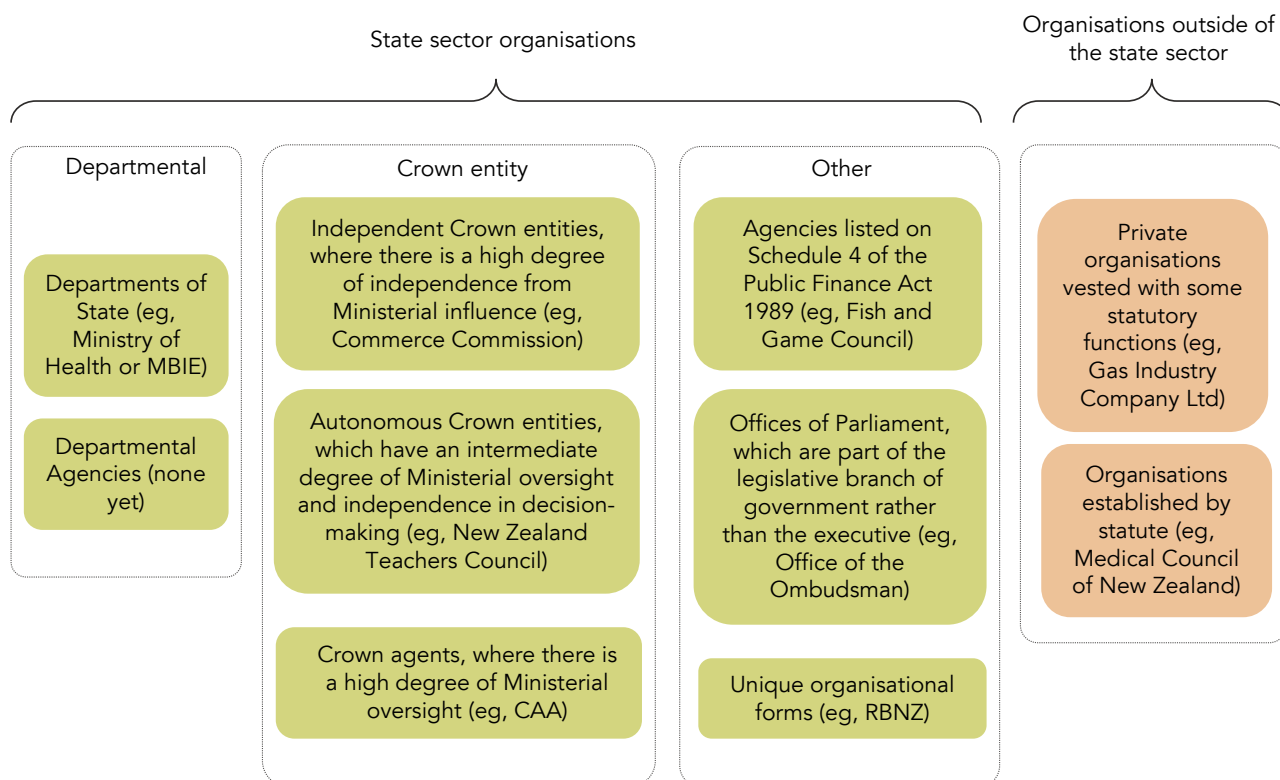 State sector organisations
Organisations outside of
the state sector
Departmental
Departments of
State (eg,
Ministry of
Health or MBIE)
Departmental
Agencies (none
yet)
Crown entity
Independent Crown entities,
where there is a high degree
of independence from
Ministerial influence (eg,
Commerce Commission)
Autonomous Crown entities,
which have an intermediate
degree of Ministerial oversight
and independence in decision-
making (eg, New Zealand
Teachers Council)
Crown agents, where there is
a high degree of Ministerial
oversight (eg, CAA)
Other
Agencies listed on
Schedule 4 of the
Public Finance Act
1989 (eg, Fish and
Game Council)
Offices of Parliament,
which are part of the
legislative branch of
government rather
than the executive (eg,
Office of the
Ombudsman)
Unique organisational
forms (eg, RBNZ)
Private
organisations
vested with some
statutory
functions (eg,
Gas Industry
Company Ltd)
Organisations
established by
statute (eg,
Medical Council
of New Zealand)